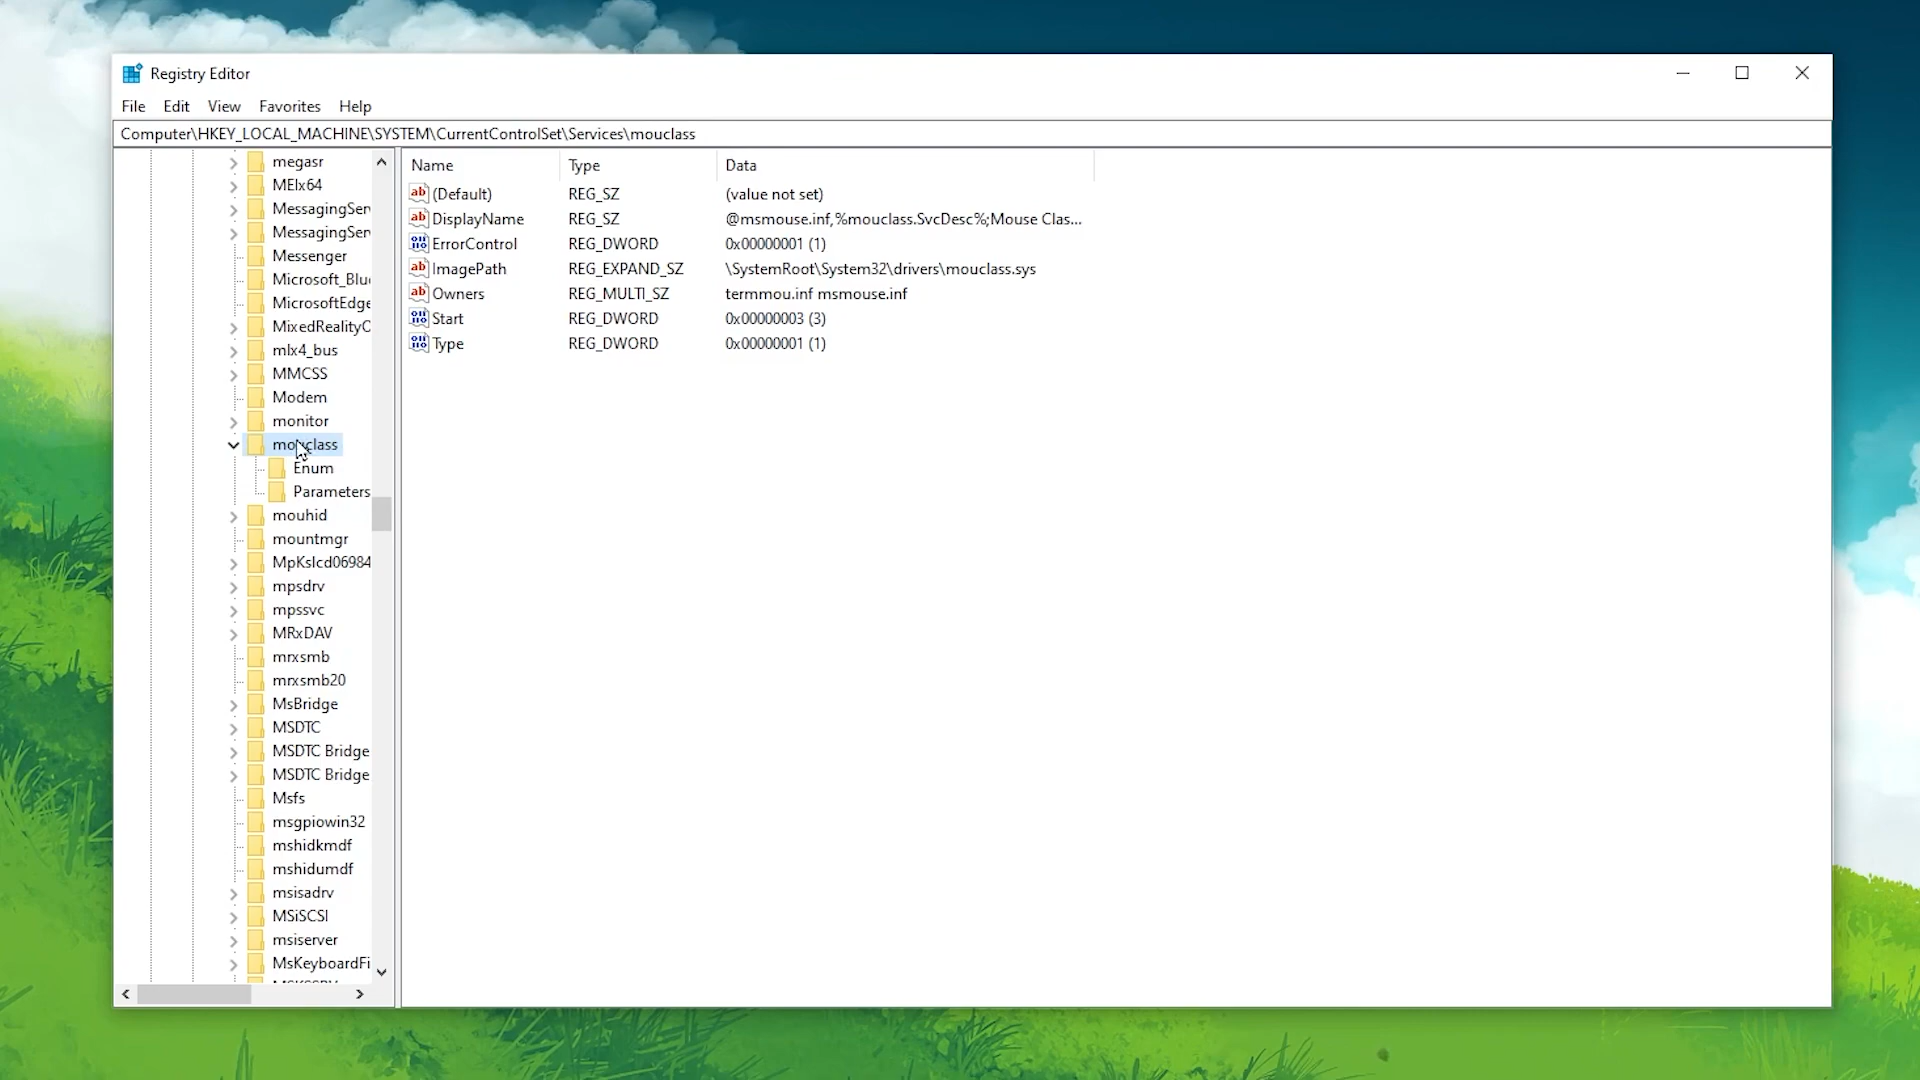 Registry Editor
File Edit View Favorites Help
Computer\HKEY_LOCAL_MACHINE\SYSTEM\CurrentControlSet\Services\mouclass
megasr
MEIx64
MessagingSer
MessagingSer
Messenger
Microsoft_Blu
MicrosoftEdge
MixedRealityO
mlx4_bus
MMCSS
Modem
monitor
mouclass
Enum
Parameters
mouhid
mountmgr
MpKslcd06984
mpsdrv
mpssvc
MRxDAV
mrxsmb
mrxsmb20
MsBridge
MSDTC
MSDTC Bridge
MSDTC Bridge
Msfs
msgpiowin32
mshidkmdf
mshidumdf
msisadrv
MSiSCSI
msiserver
MsKeyboardFi
Name Type Data
(Default) REG_SZ (value not set)
DisplayName REG_SZ @msmouse.inf,%mouclass.SvcDesc%;Mouse Clas...
ErrorControl REG_DWORD 0x00000001 (1)
ImagePath REG_EXPAND_SZ \SystemRoot\System32\drivers\mouclass.sys
Owners REG_MULTI_SZ termmou.inf msmouse.inf
Start REG_DWORD 0x00000003 (3)
Type REG_DWORD 0x00000001 (1)